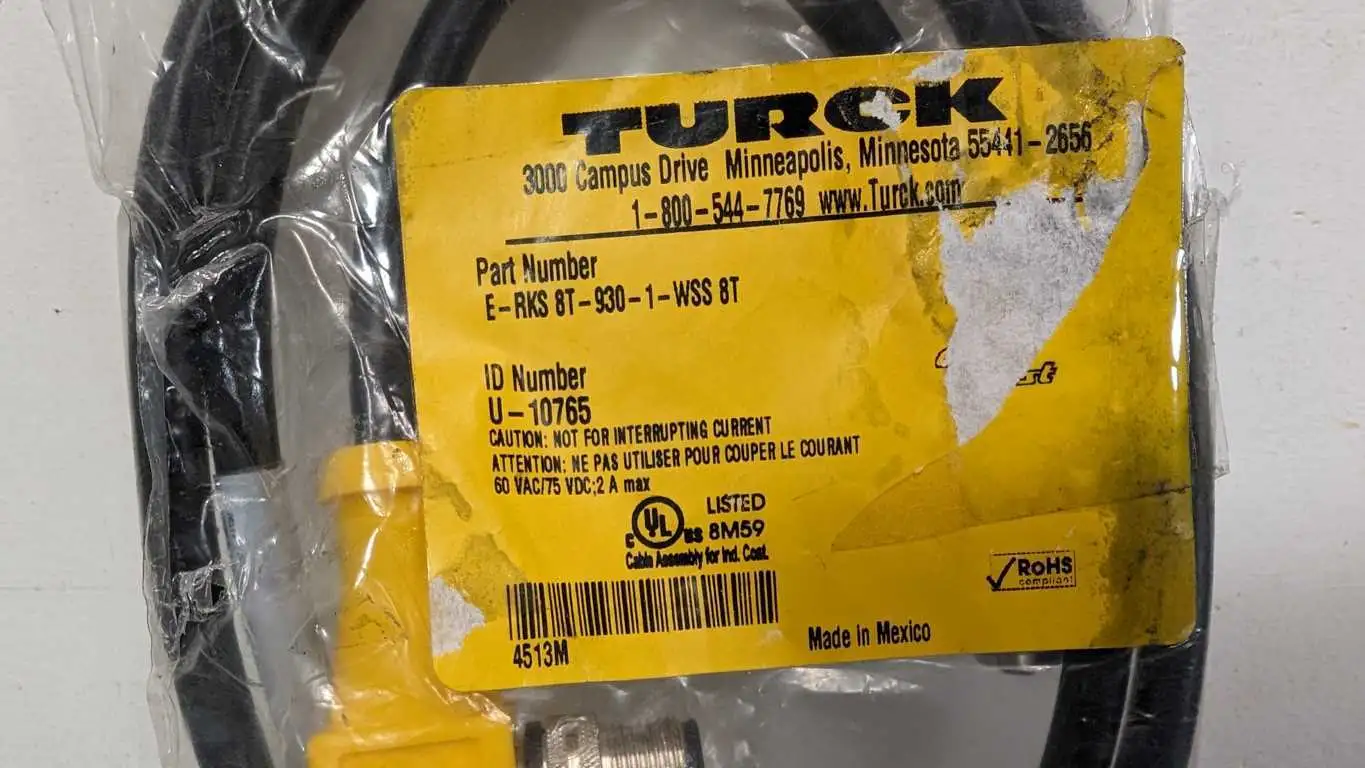 TURCK
3000 Campus Drive Minneapolis, Minnesota 55441-2656
1-800-544-7769 www.Turck.com
Part Number
E-RKS 8T-930-1-WSS 8T
ID Number
U-10765
CAUTION: NOT FOR INTERRUPTING CURRENT
ATTENTION: NE PAS UTILISER POUR COUPER LE COURANT
60 VAC/75 VDC;2 A max
c UL US LISTED
8M59
Cable Assembly for Ind. Cont.
RoHS
compliant
4513M
Made in Mexico